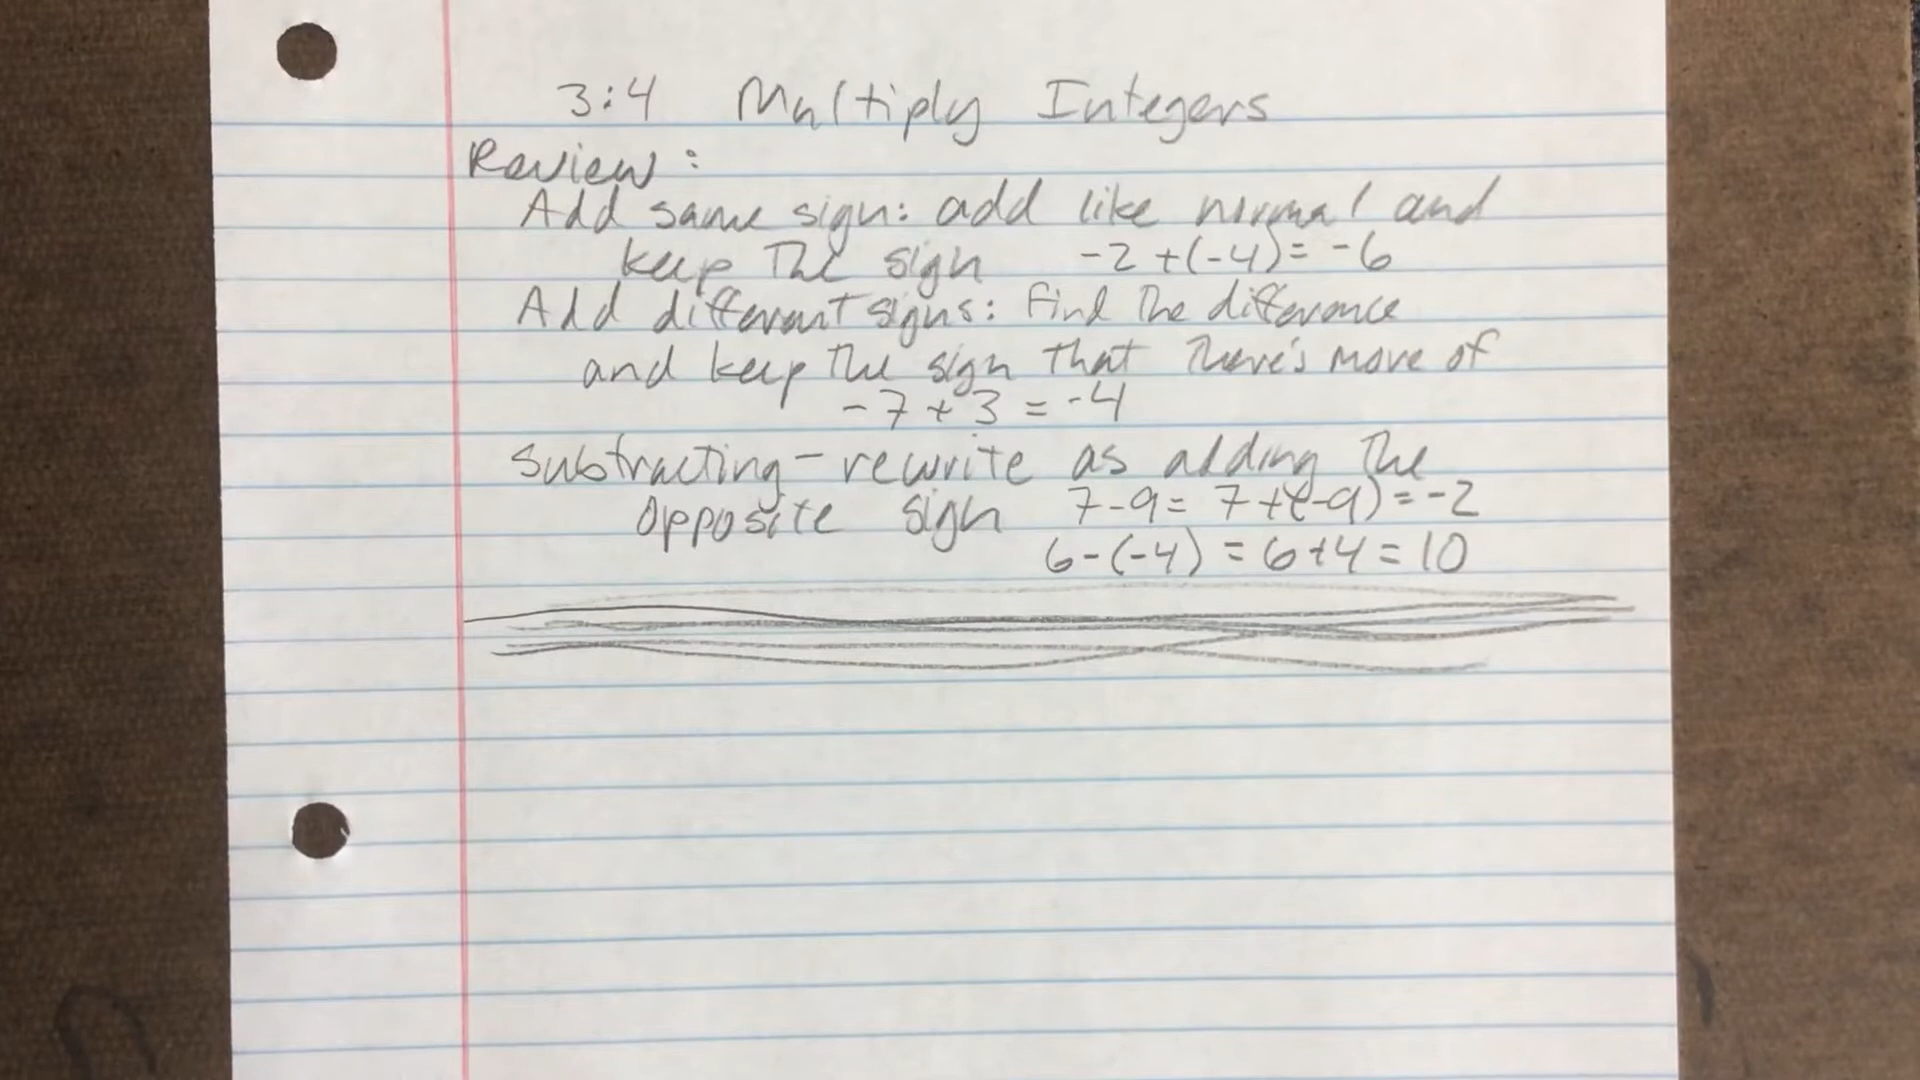 3:4 Multiply Integers
Review:
Add same sign: add like normal and
keep the sign -2 +(-4)= -6
Add different signs: find the difference
and keep the sign that there's more of
-7 + 3 = -4
Subtracting - rewrite as adding the
opposite sign 7-9= 7+(-9) = -2
6-(-4) = 6+4 = 10